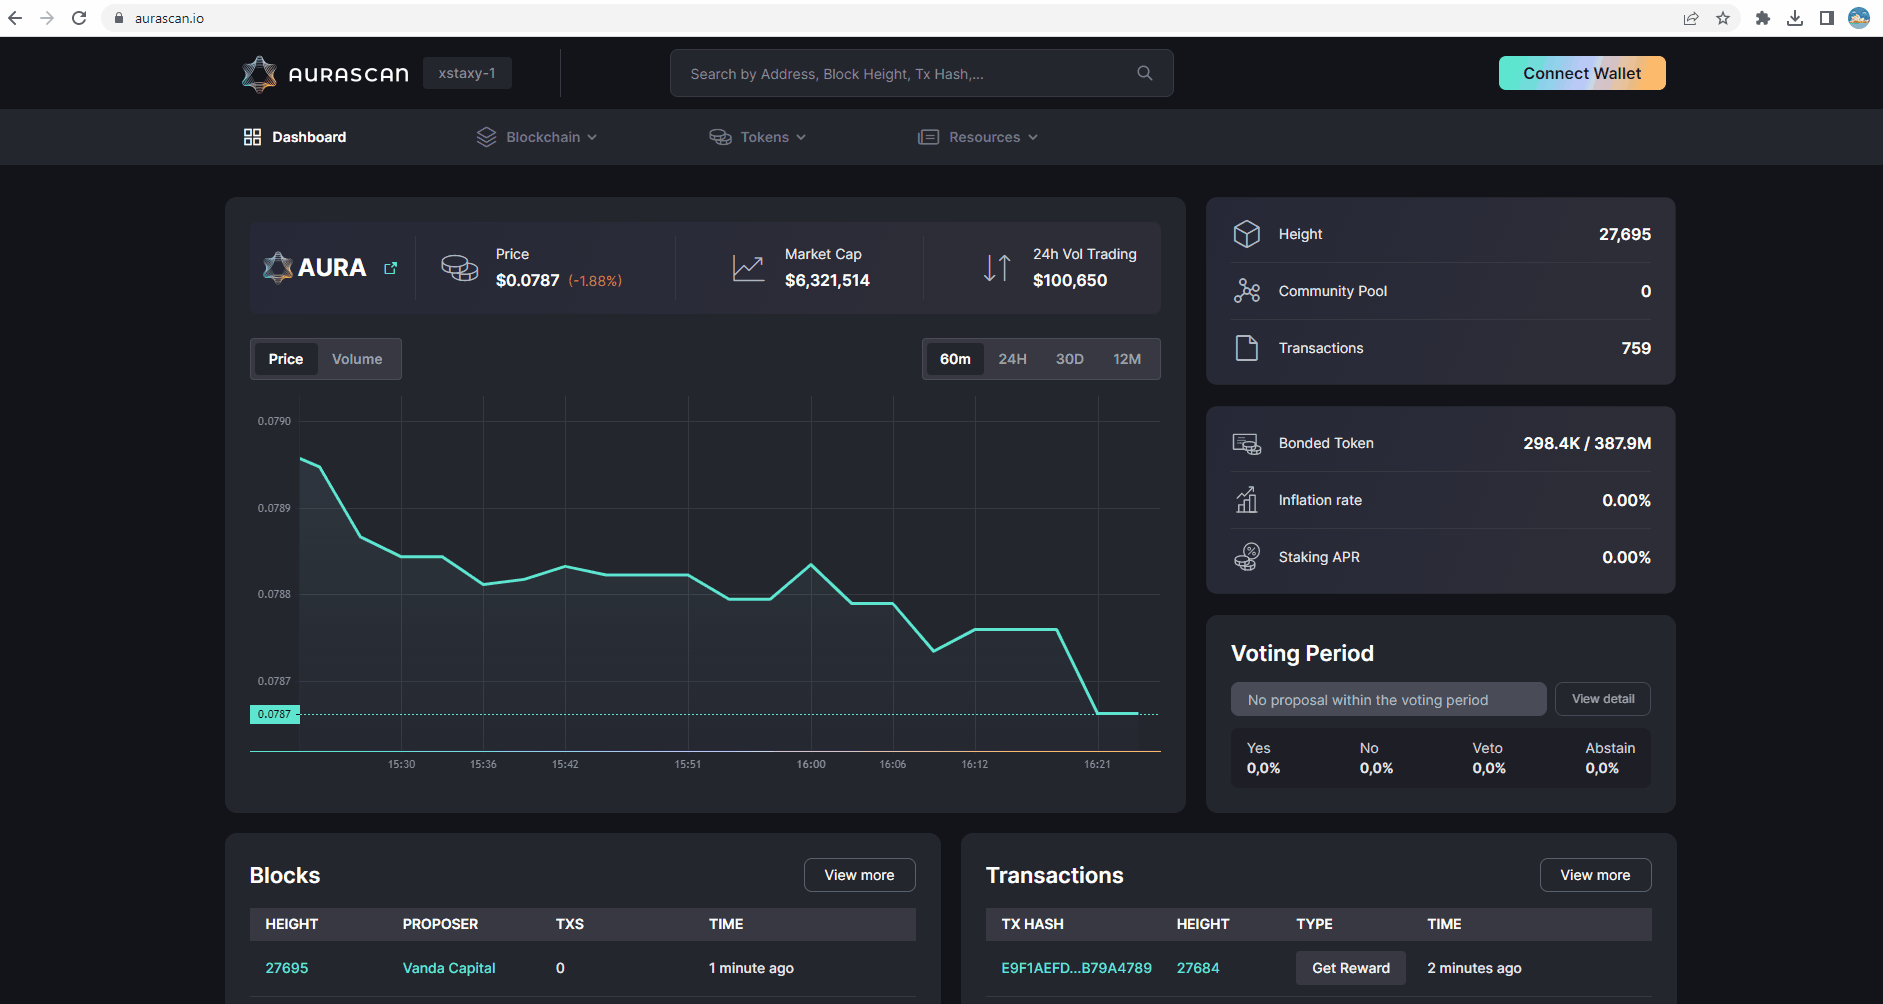 aurascan.io
AURASCAN
xstaxy-1
Search by Address, Block Height, Tx Hash,...
Connect Wallet
Dashboard
Blockchain
Tokens
Resources
AURA
Price
$0.0787 (-1.88%)
Market Cap
$6,321,514
24h Vol Trading
$100,650
Price
Volume
60m
24H
30D
12M
0.0790
0.0789
0.0788
0.0787
0.0787
15:30
15:36
15:42
15:51
16:00
16:06
16:12
16:21
Height
27,695
Community Pool
0
Transactions
759
Bonded Token
298.4K / 387.9M
Inflation rate
0.00%
Staking APR
0.00%
Voting Period
No proposal within the voting period
View detail
Yes
0,0%
No
0,0%
Veto
0,0%
Abstain
0,0%
Blocks
View more
HEIGHT PROPOSER TXS TIME
27695 Vanda Capital 0 1 minute ago
Transactions
View more
TX HASH HEIGHT TYPE TIME
E9F1AEFD...B79A4789 27684 Get Reward 2 minutes ago